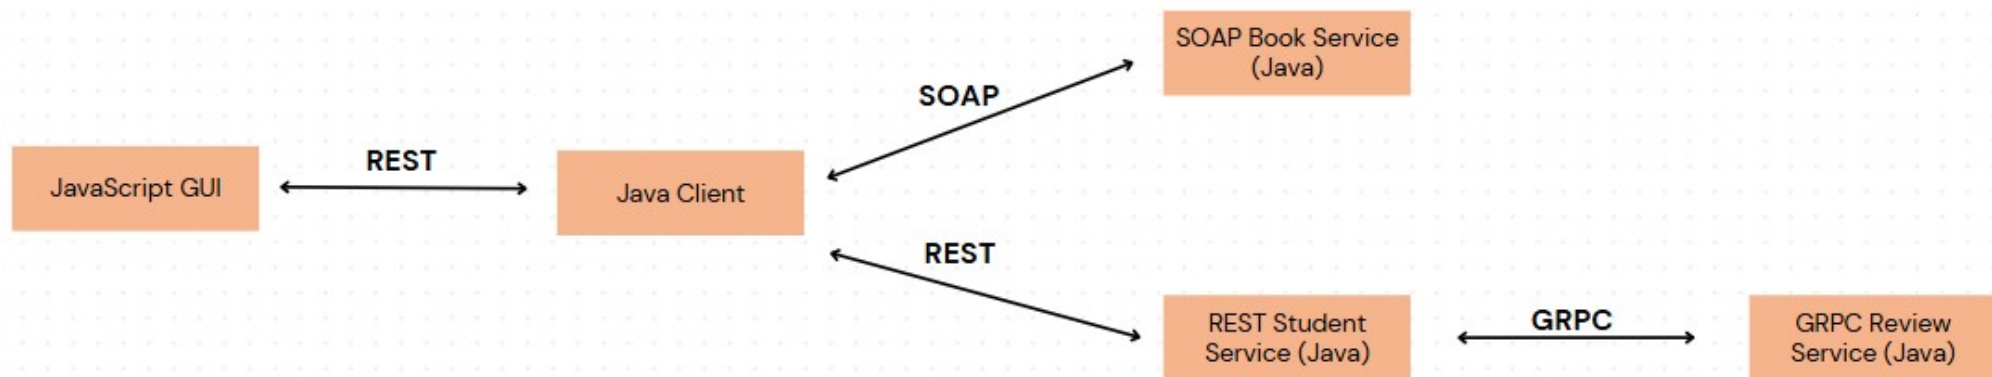 SOAP Book Service
(Java)
SOAP
JavaScript GUI
REST
Java Client
REST
REST Student
Service (Java)
GRPC
GRPC Review
Service (Java)